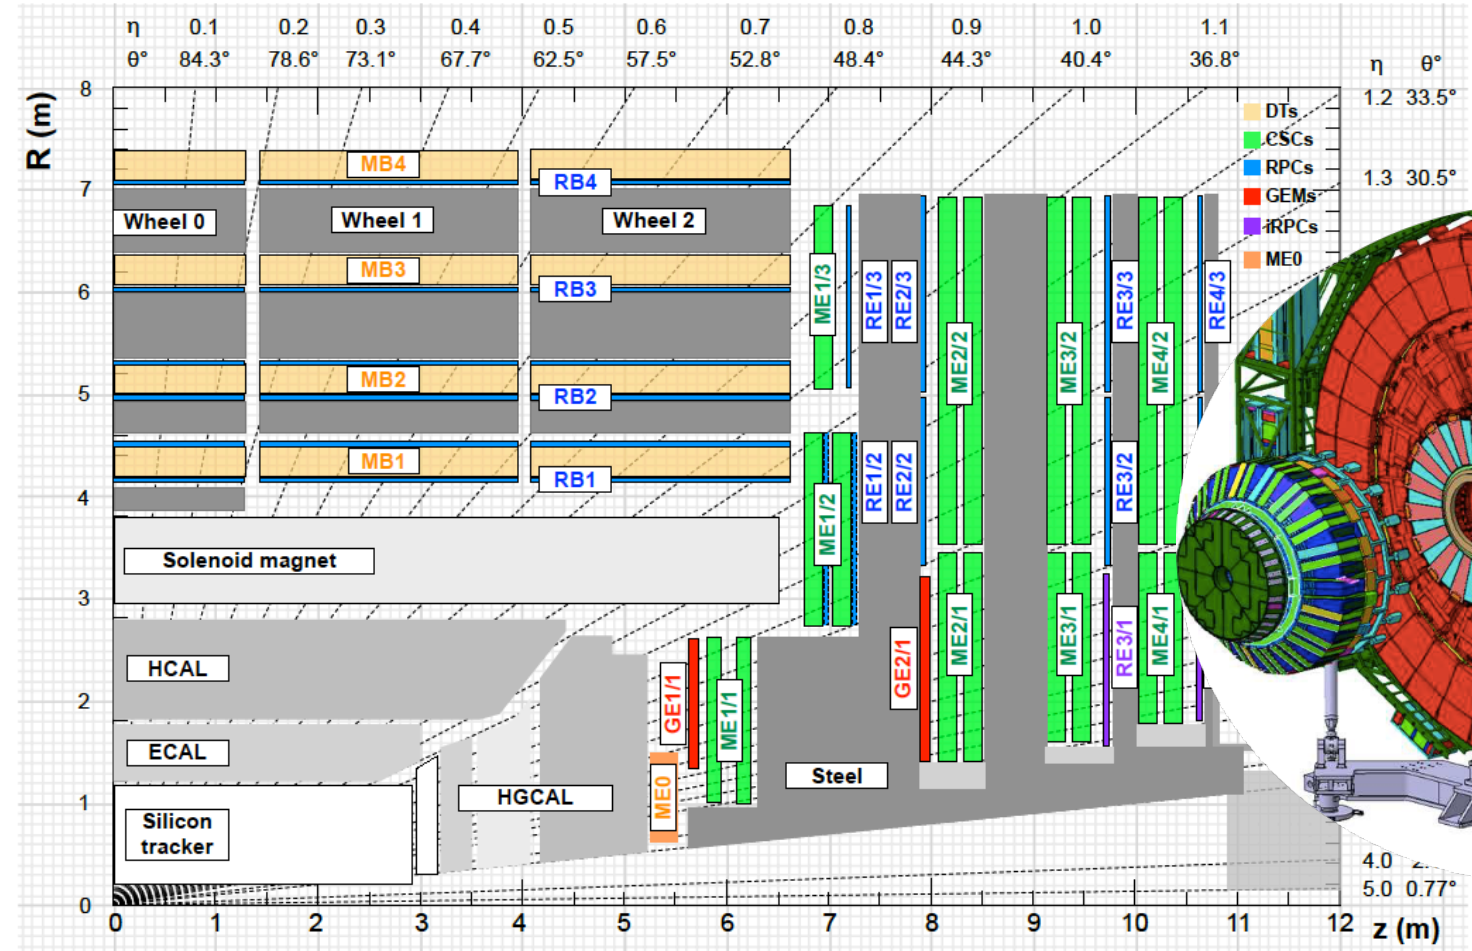 η 0.1 0.2 0.3 0.4 0.5 0.6 0.7 0.8 0.9 1.0 1.1
θ° 84.3° 78.6° 73.1° 67.7° 62.5° 57.5° 52.8° 48.4° 44.3° 40.4° 36.8° η θ°
R (m)
8
7
6
5
4
3
2
1
0
1.2 33.5°
1.3 30.5°
DTs
CSCs
RPCs
GEMs
iRPCs
ME0
MB4
RB4
Wheel 0
Wheel 1
Wheel 2
MB3
RB3
MB2
RB2
MB1
RB1
ME1/3
RE1/3
RE2/3
ME2/2
ME3/2
RE3/3
ME4/2
RE4/3
ME1/2
RE1/2
RE2/2
RE3/2
Solenoid magnet
HCAL
ECAL
Silicon
tracker
HGCAL
GE1/1
ME1/1
ME0
Steel
GE2/1
ME2/1
ME3/1
RE3/1
ME4/1
4.0
5.0 0.77°
0 1 2 3 4 5 6 7 8 9 10 11 12
z (m)